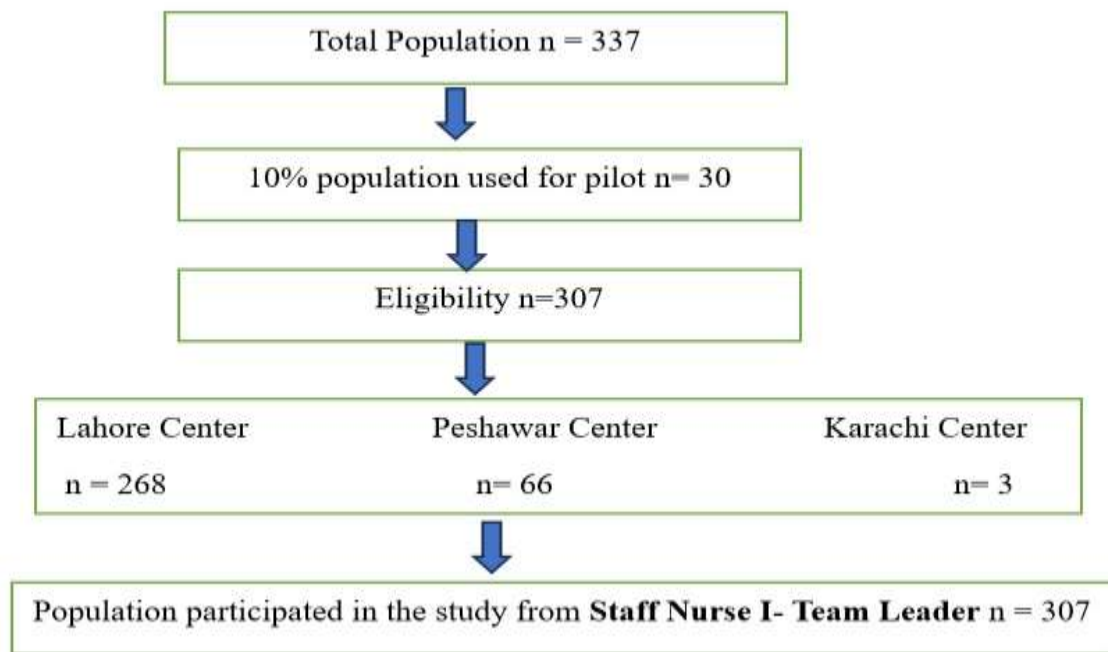 Total Population n = 337
10% population used for pilot n= 30
Eligibility n=307
Lahore Center Peshawar Center Karachi Center
n = 268 n= 66 n= 3
Population participated in the study from Staff Nurse I- Team Leader n = 307